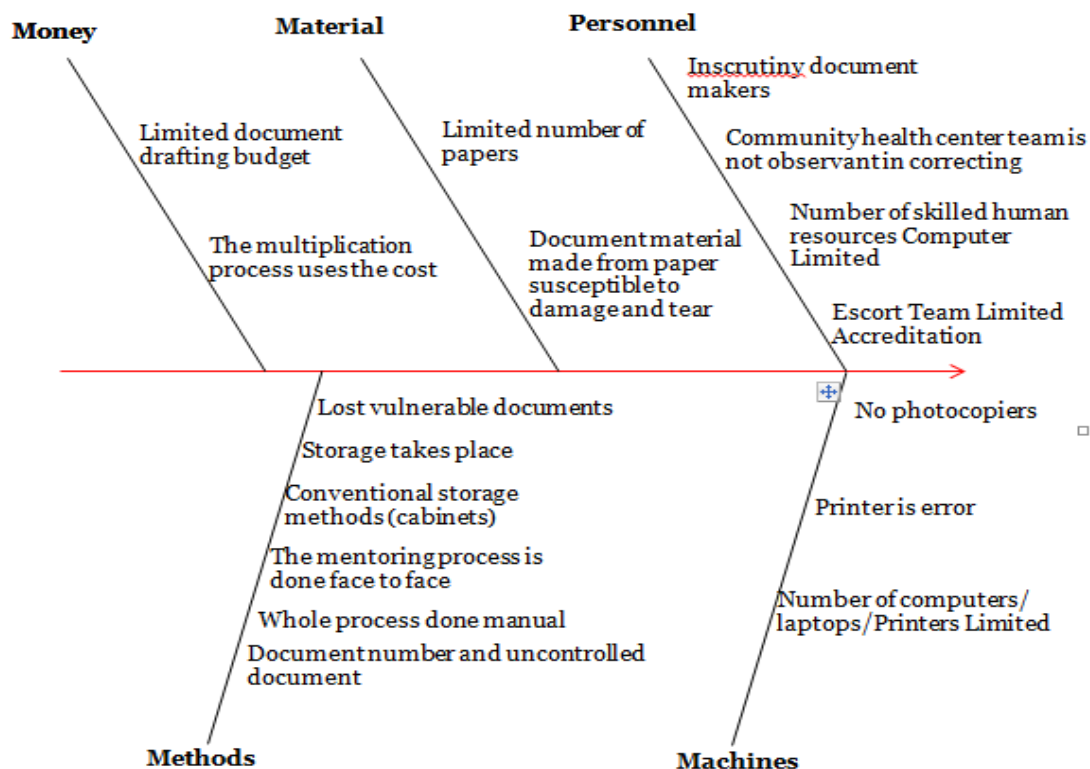 Money
Material
Personnel
Limited document
drafting budget
The multiplication
process uses the cost
Limited number of
papers
Document material
made from paper
susceptible to
damage and tear
Inscrutiny document
makers
Community health center team is
not observant in correcting
Number of skilled human
resources Computer
Limited
Escort Team Limited
Accreditation
Lost vulnerable documents
Storage takes place
Conventional storage
methods (cabinets)
The mentoring process is
done face to face
Whole process done manual
Document number and uncontrolled
document
Methods
No photocopiers
Printer is error
Number of computers/
laptops/Printers Limited
Machines